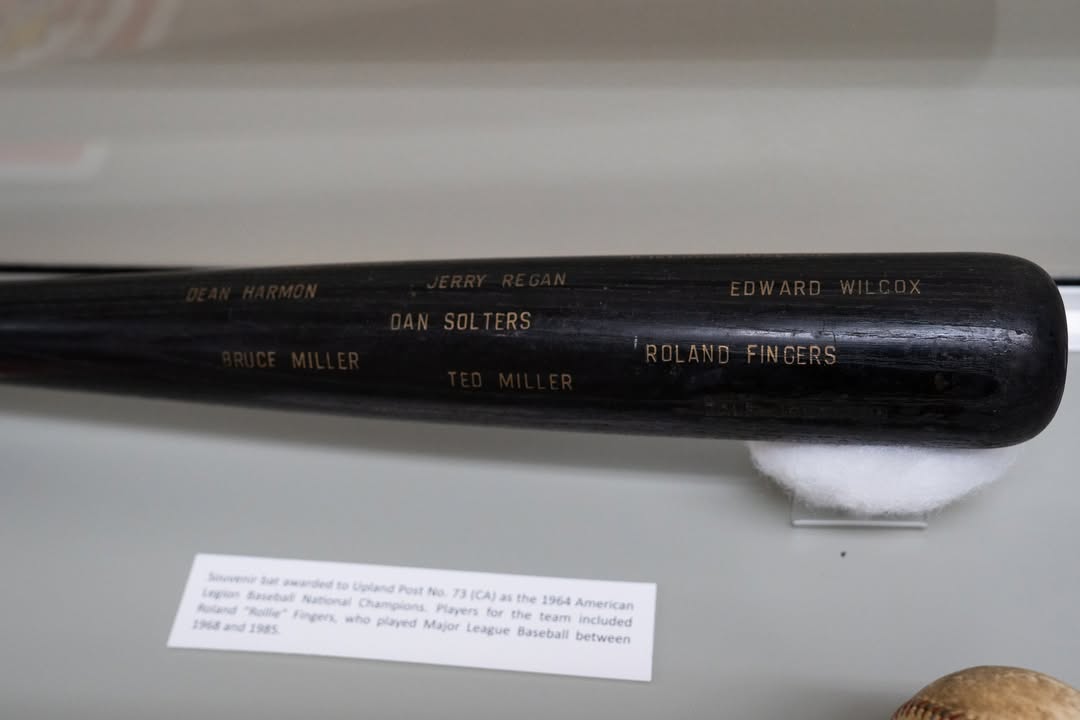 DEAN HARMON
JERRY REGAN
EDWARD WILCOX
DAN SOLTERS
BRUCE MILLER
ROLAND FINGERS
TED MILLER
Souvenir bat awarded to Upland Post No. 73 (CA) as the 1964 American
Legion Baseball National Champions. Players for the team included
Roland "Rollie" Fingers, who played Major League Baseball between
1968 and 1985.